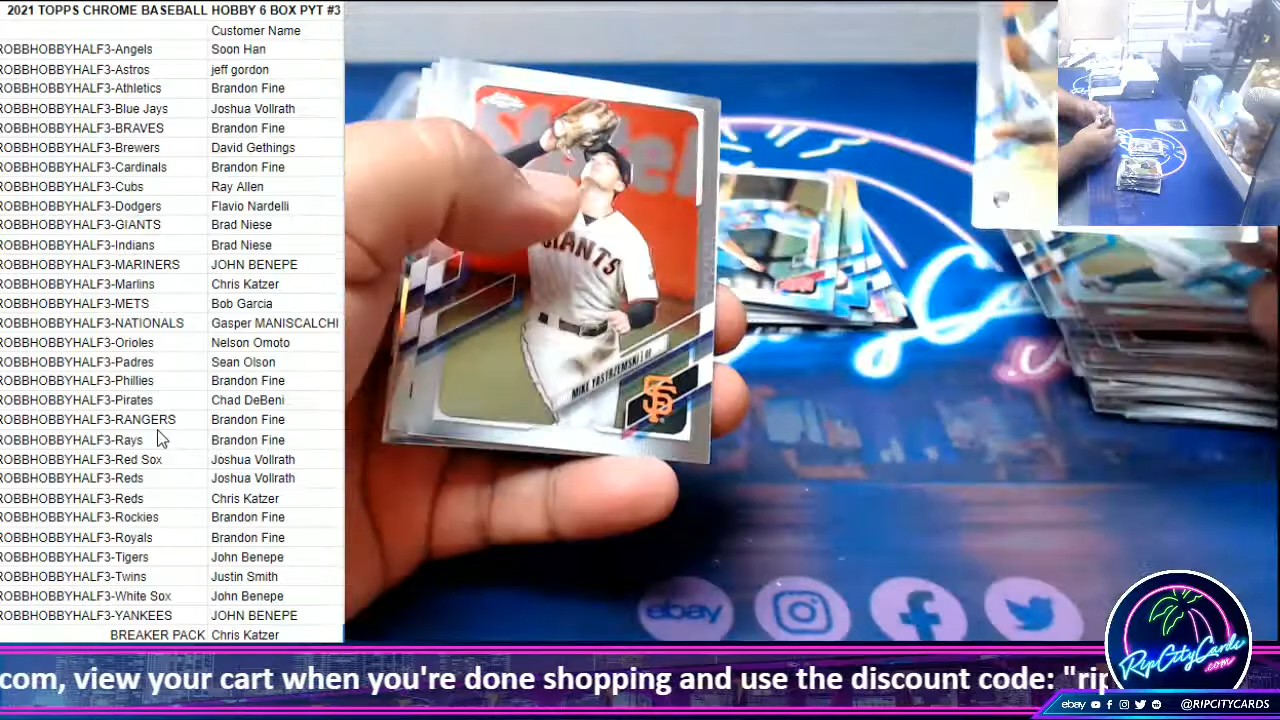 2021 TOPPS CHROME BASEBALL HOBBY 6 BOX PYT #3
Customer Name
ROBBHOBBYHALF3-Angels Soon Han
ROBBHOBBYHALF3-Astros jeff gordon
ROBBHOBBYHALF3-Athletics Brandon Fine
ROBBHOBBYHALF3-Blue Jays Joshua Vollrath
ROBBHOBBYHALF3-BRAVES Brandon Fine
ROBBHOBBYHALF3-Brewers David Gethings
ROBBHOBBYHALF3-Cardinals Brandon Fine
ROBBHOBBYHALF3-Cubs Ray Allen
ROBBHOBBYHALF3-Dodgers Flavio Nardelli
ROBBHOBBYHALF3-GIANTS Brad Niese
ROBBHOBBYHALF3-Indians Brad Niese
ROBBHOBBYHALF3-MARINERS JOHN BENEPE
ROBBHOBBYHALF3-Marlins Chris Katzer
ROBBHOBBYHALF3-METS Bob Garcia
ROBBHOBBYHALF3-NATIONALS Gasper MANISCALCHI
ROBBHOBBYHALF3-Orioles Nelson Omoto
ROBBHOBBYHALF3-Padres Sean Olson
ROBBHOBBYHALF3-Phillies Brandon Fine
ROBBHOBBYHALF3-Pirates Chad DeBeni
ROBBHOBBYHALF3-RANGERS Brandon Fine
ROBBHOBBYHALF3-Rays Brandon Fine
ROBBHOBBYHALF3-Red Sox Joshua Vollrath
ROBBHOBBYHALF3-Reds Joshua Vollrath
ROBBHOBBYHALF3-Reds Chris Katzer
ROBBHOBBYHALF3-Rockies Brandon Fine
ROBBHOBBYHALF3-Royals Brandon Fine
ROBBHOBBYHALF3-Tigers John Benepe
ROBBHOBBYHALF3-Twins Justin Smith
ROBBHOBBYHALF3-White Sox John Benepe
ROBBHOBBYHALF3-YANKEES JOHN BENEPE
BREAKER PACK Chris Katzer
GIANTS
MIKE YASTRZEMSKI
SF
ebay
RipCityCards
.com
com, view your cart when you're done shopping and use the discount code: "rip
ebay @RIPCITYCARDS